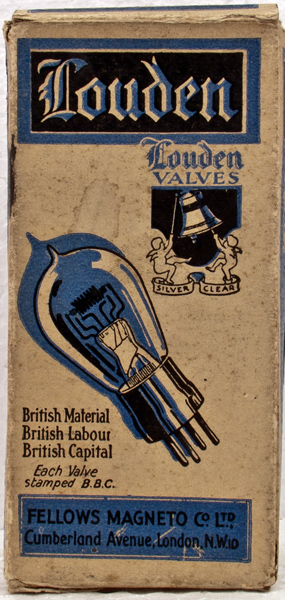 Louden
Louden
VALVES
SILVER CLEAR
British Material
British Labour
British Capital
Each Valve
stamped B.B.C.
FELLOWS MAGNETO Co LTD.
Cumberland Avenue, London, N.W.10